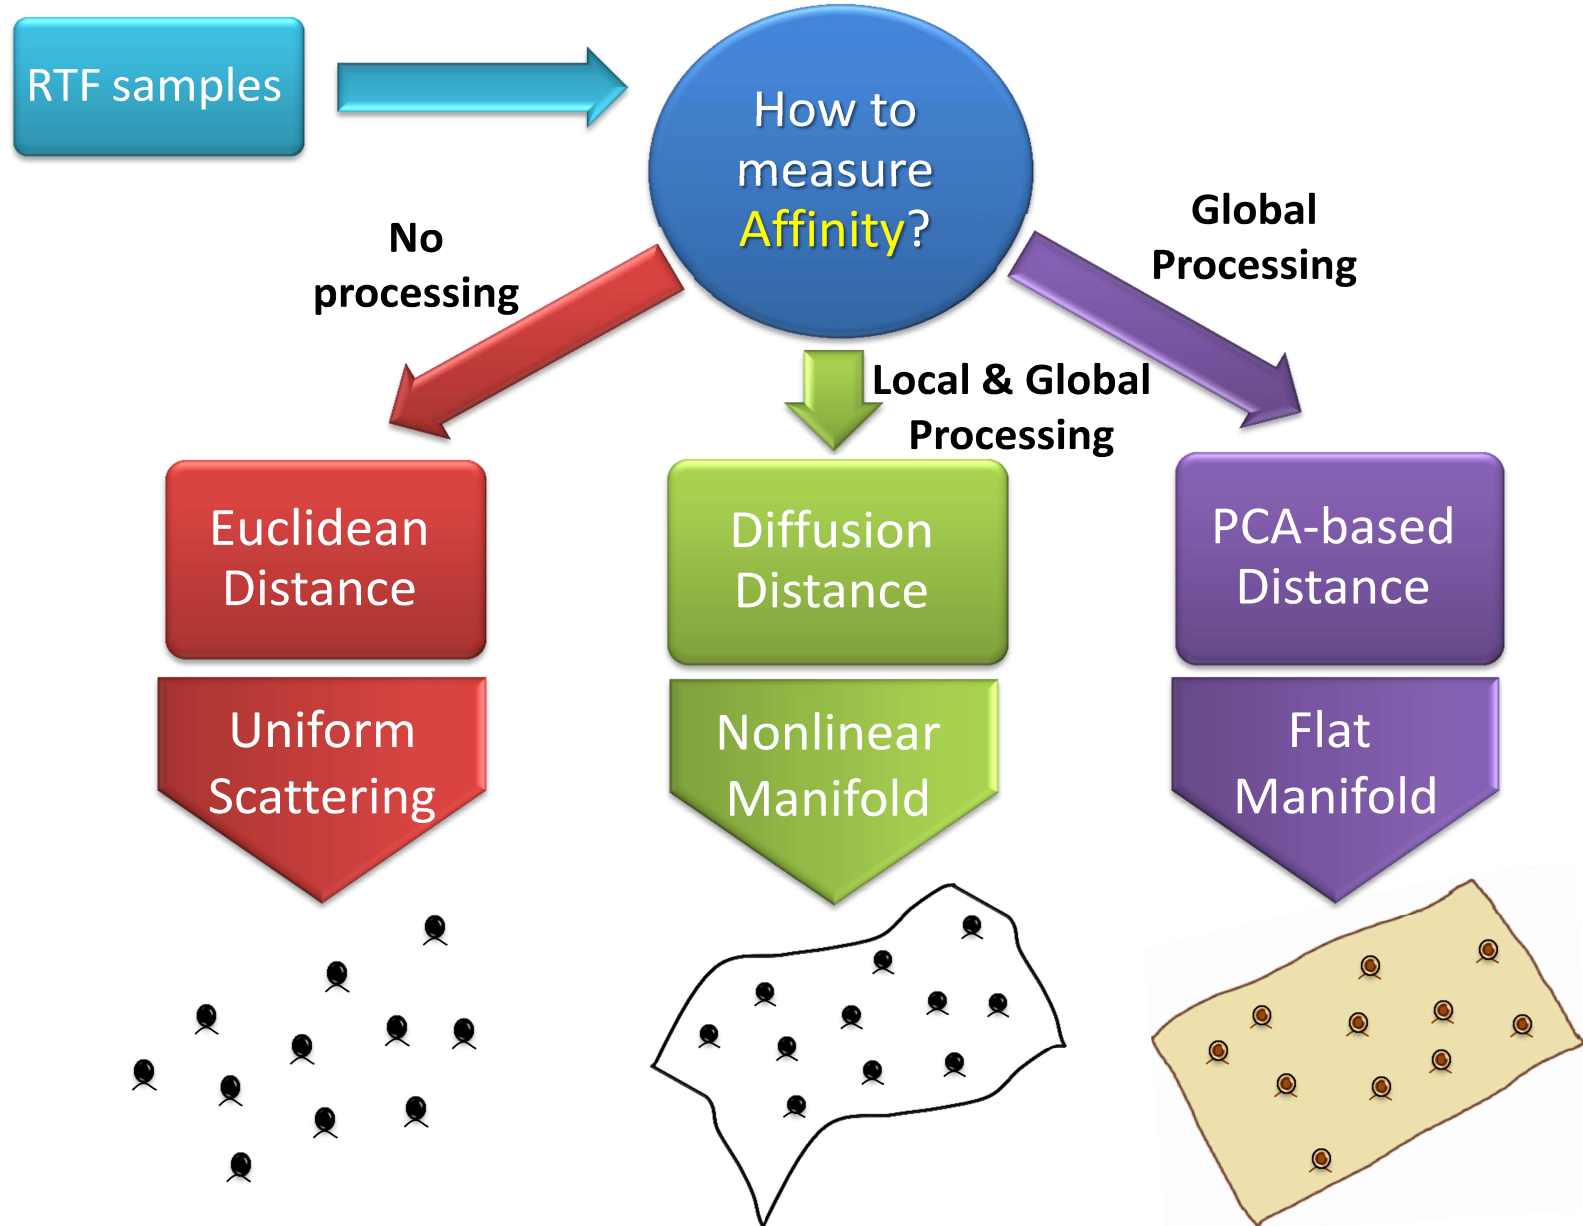 RTF samples
How to
measure
Affinity?
No
processing
Global
Processing
Local & Global
Processing
Euclidean
Distance
Diffusion
Distance
PCA-based
Distance
Uniform
Scattering
Nonlinear
Manifold
Flat
Manifold